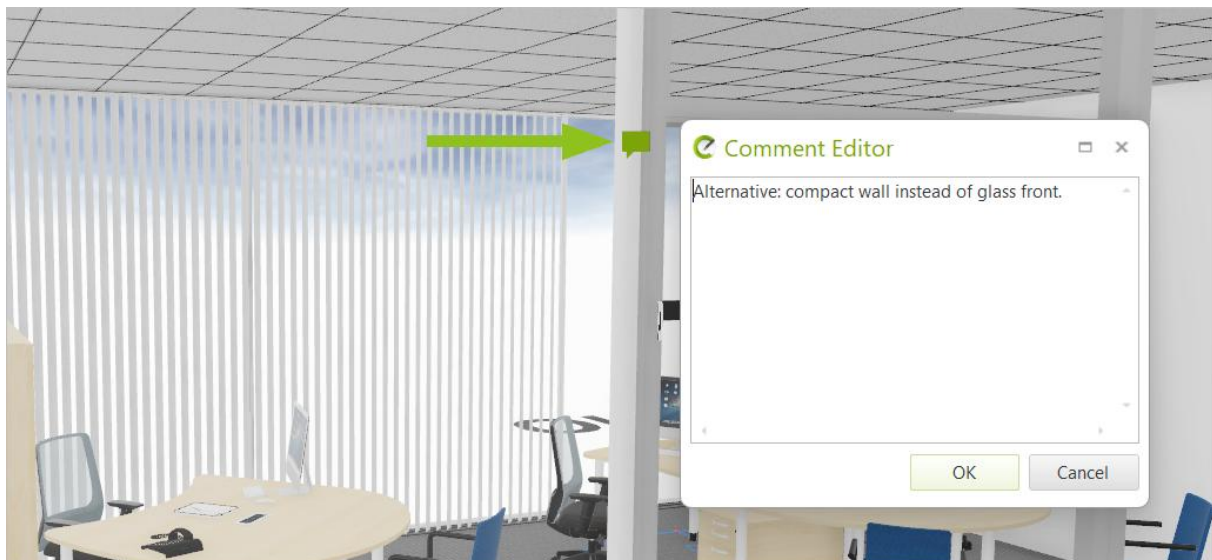 Comment Editor
Alternative: compact wall instead of glass front.
OK
Cancel